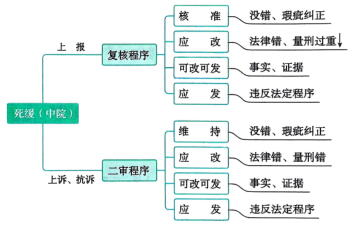 核 准 没错、瑕疵纠正
上 报 应 改 法律错、量刑过重↓
复核程序
可改可发 事实、证据
应 发 违反法定程序
死缓（中院）
维 持 没错、瑕疵纠正
应 改 法律错、量刑错
上诉、抗诉 二审程序
可改可发 事实、证据
应 发 违反法定程序